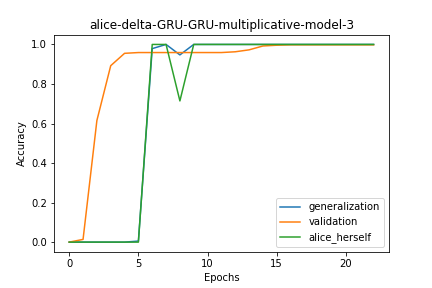 alice-delta-GRU-GRU-multiplicative-model-3
1.0
0.8
0.6
0.4
0.2
0.0
Accuracy
0 5 10 15 20
Epochs
generalization
validation
alice_herself